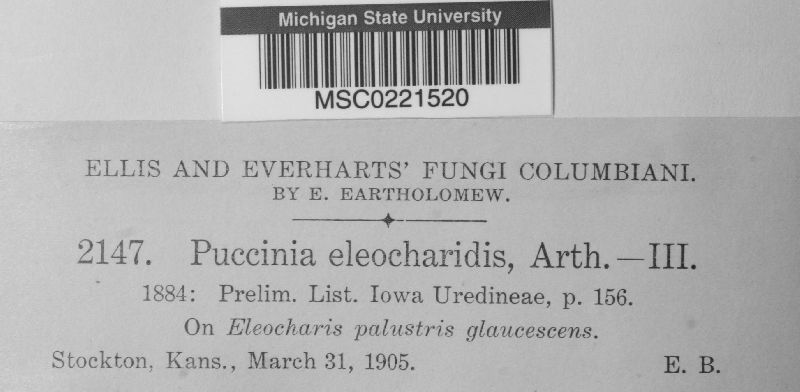 Michigan State University
MSC0221520
ELLIS AND EVERHARTS' FUNGI COLUMBIANI.
BY E. EARTHOLOMEW.
2147. Puccinia eleocharidis, Arth.—III.
1884: Prelim. List. Iowa Uredineae, p. 156.
On Eleocharis palustris glaucescens.
Stockton, Kans., March 31, 1905. E. B.